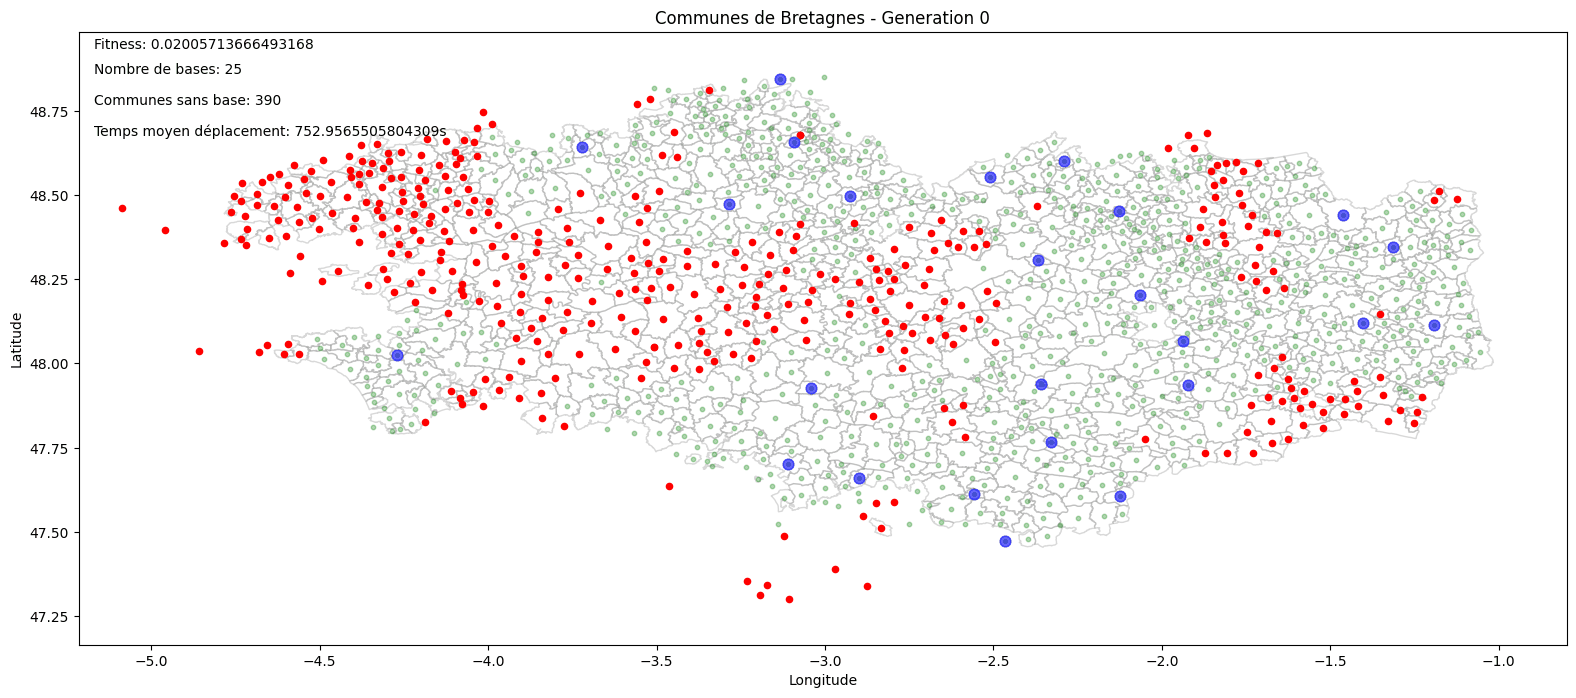 Communes de Bretagnes - Generation 0
Fitness: 0.02005713666493168
Nombre de bases: 25
Communes sans base: 390
Temps moyen déplacement: 752.9565505804309s
Latitude
48.75
48.50
48.25
48.00
47.75
47.50
47.25
−5.0 −4.5 −4.0 −3.5 −3.0 −2.5 −2.0 −1.5 −1.0
Longitude